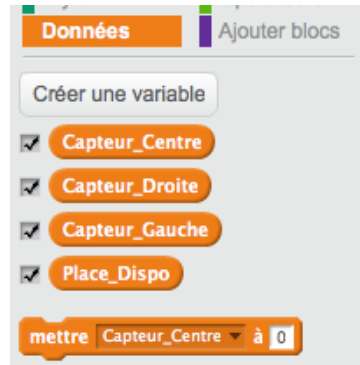 Données Ajouter blocs
Créer une variable
Capteur_Centre
Capteur_Droite
Capteur_Gauche
Place_Dispo
mettre Capteur_Centre à 0